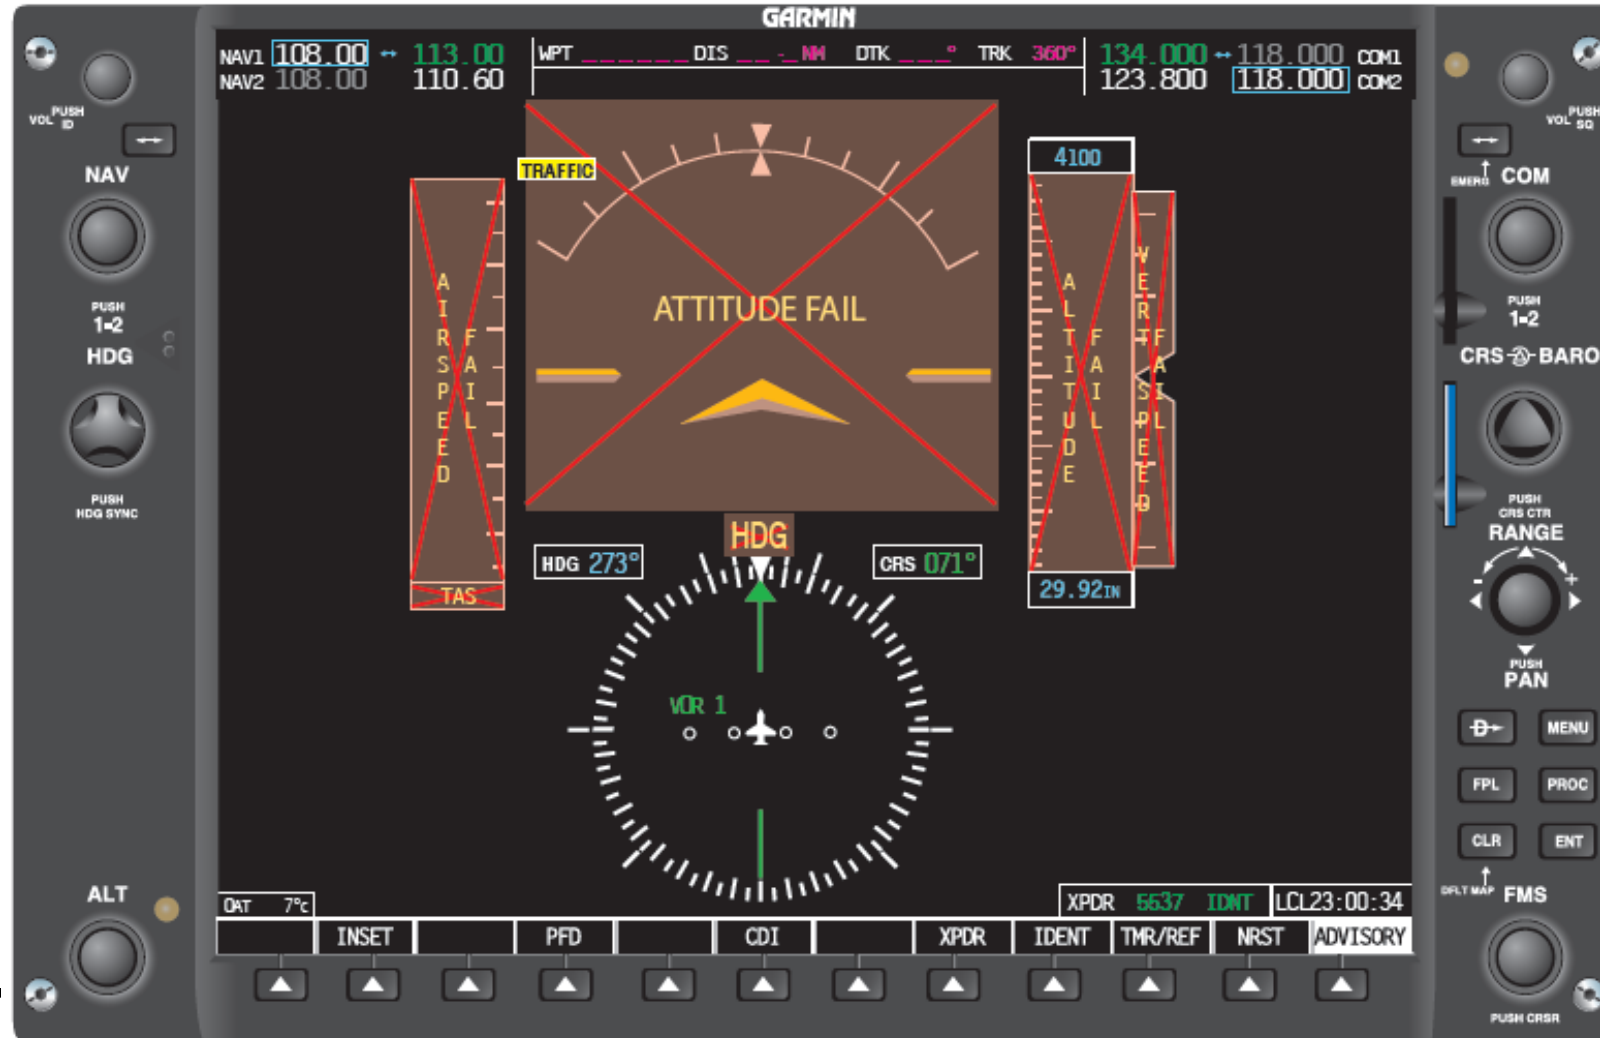 GARMIN
NAV1 108.00 ↔ 113.00 WPT ______ DIS __._NM DTK ___° TRK 360° 134.000 ↔ 118.000 COM1
NAV2 108.00 110.60 123.800 118.000 COM2
VOL PUSH ID
VOL PUSH SQ
NAV
EMERG
COM
TRAFFIC
4100
AIRSPEED FAIL
ATTITUDE FAIL
ALTITUDE FAIL
VERT SPEED FAIL
PUSH
1-2
HDG
PUSH
1-2
CRS BARO
PUSH
HDG SYNC
PUSH
CRS CTR
RANGE
HDG
HDG 273°
CRS 071°
TAS
29.92IN
- +
PUSH
PAN
VOR 1
D MENU
FPL PROC
CLR ENT
DFLT MAP
FMS
ALT
OAT 7°C
XPDR 5537 IDNT LCL23:00:34
INSET PFD CDI XPDR IDENT TMR/REF NRST ADVISORY
PUSH CRSR